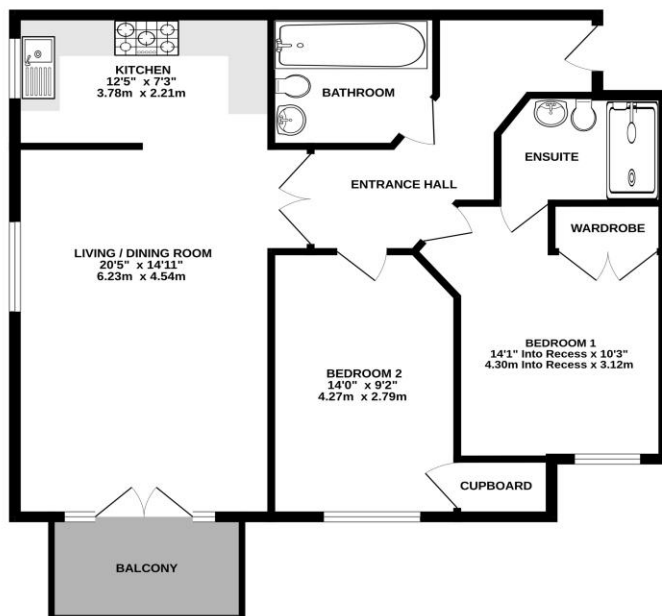 KITCHEN
12'5" x 7'3"
3.78m x 2.21m
BATHROOM
ENSUITE
ENTRANCE HALL
WARDROBE
LIVING / DINING ROOM
20'5" x 14'11"
6.23m x 4.54m
BEDROOM 1
14'1" Into Recess x 10'3"
4.30m Into Recess x 3.12m
BEDROOM 2
14'0" x 9'2"
4.27m x 2.79m
CUPBOARD
BALCONY